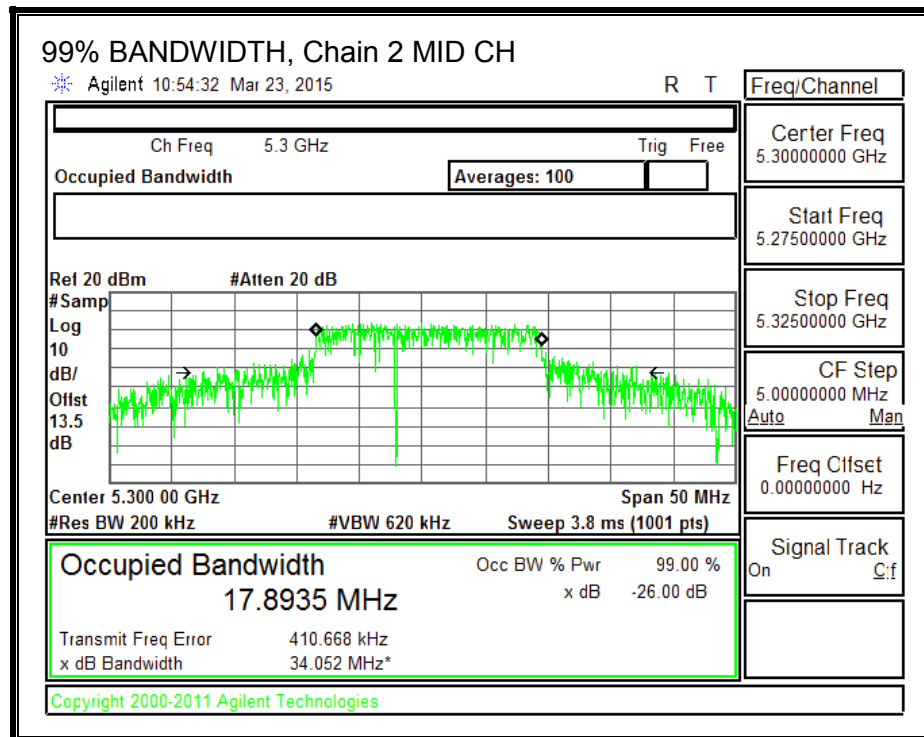 99% BANDWIDTH, Chain 2 MID CH
Agilent 10:54:32 Mar 23, 2015 R T
Freq/Channel
Ch Freq 5.3 GHz Trig Free
Occupied Bandwidth Averages: 100
Center Freq
5.30000000 GHz
Start Freq
5.27500000 GHz
Stop Freq
5.32500000 GHz
CF Step
5.00000000 MHz
Auto Man
Freq Offset
0.00000000 Hz
Signal Track
On Off
Ref 20 dBm #Atten 20 dB
#Samp
Log
10
dB/
Offst
13.5
dB
Center 5.300 00 GHz Span 50 MHz
#Res BW 200 kHz #VBW 620 kHz Sweep 3.8 ms (1001 pts)
Occupied Bandwidth Occ BW % Pwr 99.00 %
17.8935 MHz x dB -26.00 dB
Transmit Freq Error 410.668 kHz
x dB Bandwidth 34.052 MHz*
Copyright 2000-2011 Agilent Technologies